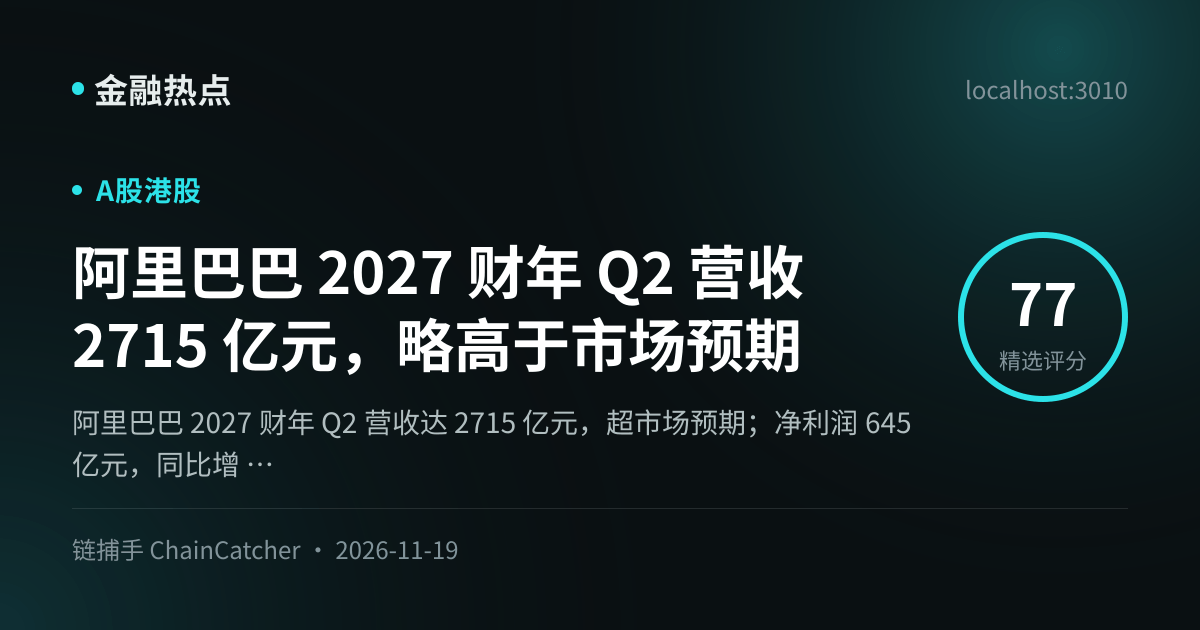 金融热点
localhost:3010
A股港股
阿里巴巴 2027 财年 Q2 营收
2715 亿元，略高于市场预期
77
精选评分
阿里巴巴 2027 财年 Q2 营收达 2715 亿元，超市场预期；净利润 645
亿元，同比增 …
链捕手 ChainCatcher • 2026-11-19